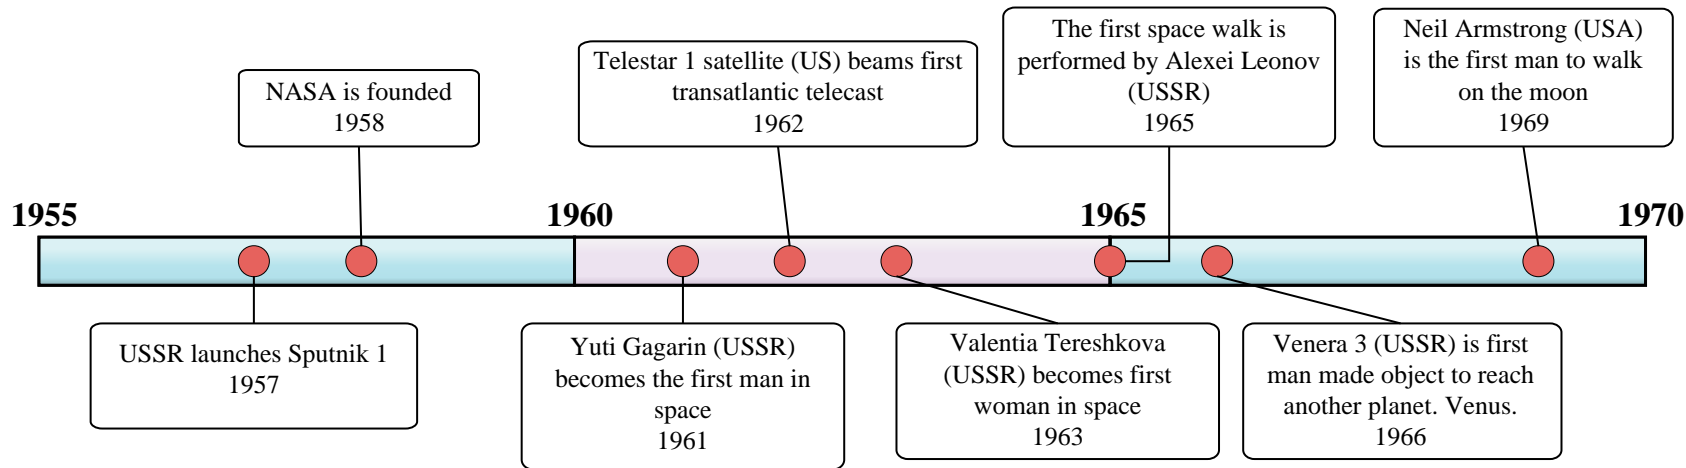 NASA is founded
1958
Telestar 1 satellite (US) beams first
transatlantic telecast
1962
The first space walk is
performed by Alexei Leonov
(USSR)
1965
Neil Armstrong (USA)
is the first man to walk
on the moon
1969
1955
1960
1965
1970
USSR launches Sputnik 1
1957
Yuti Gagarin (USSR)
becomes the first man in
space
1961
Valentia Tereshkova
(USSR) becomes first
woman in space
1963
Venera 3 (USSR) is first
man made object to reach
another planet. Venus.
1966